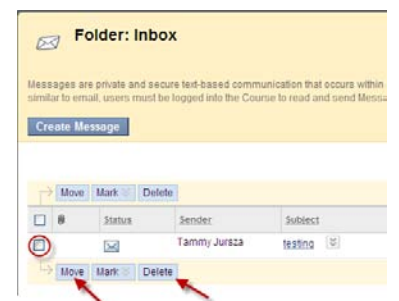 Folder: Inbox
Messages are private and secure text-based communication that occurs within
similar to email, users must be logged into the Course to read and send Messa
Create Message
Move Mark Delete
Status Sender Subject
Tammy Jursza testing
Move Mark Delete